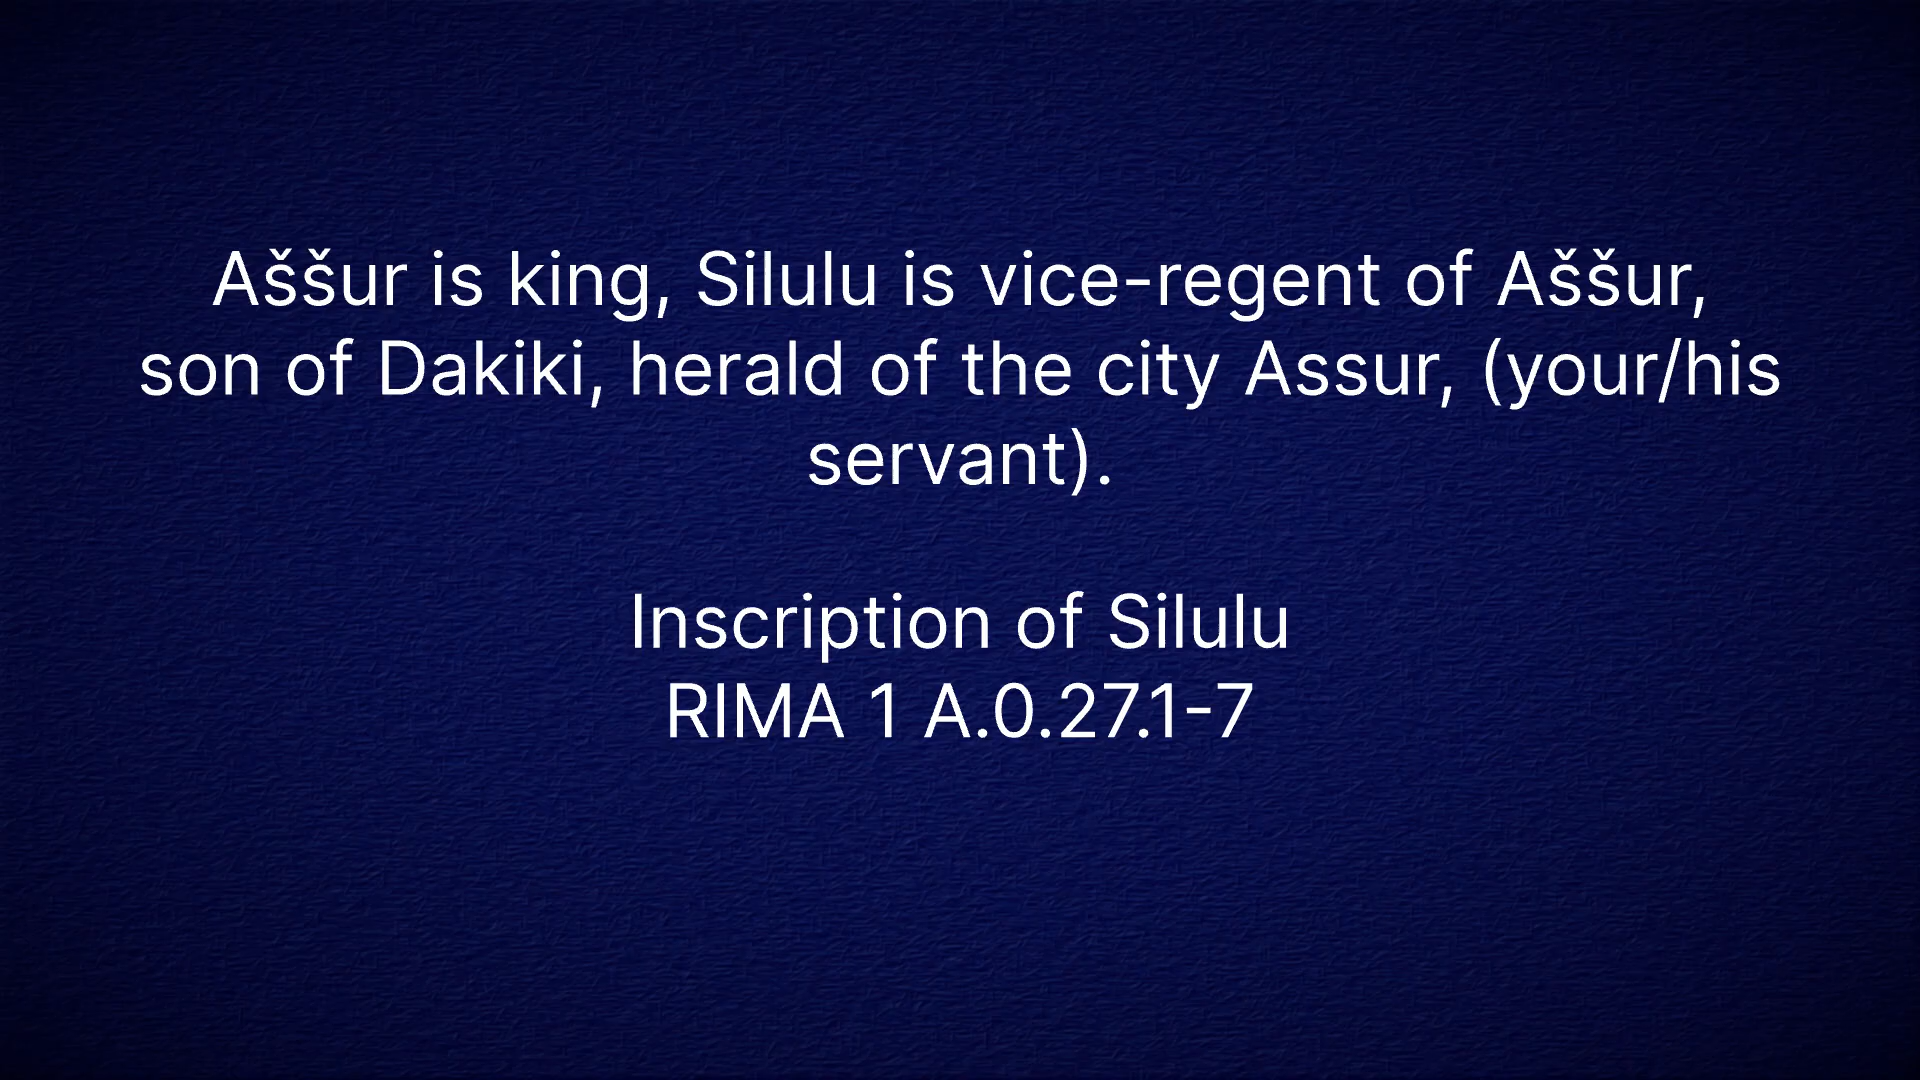 Aššur is king, Silulu is vice-regent of Aššur,
son of Dakiki, herald of the city Assur, (your/his
servant).
Inscription of Silulu
RIMA 1 A.0.27.1-7